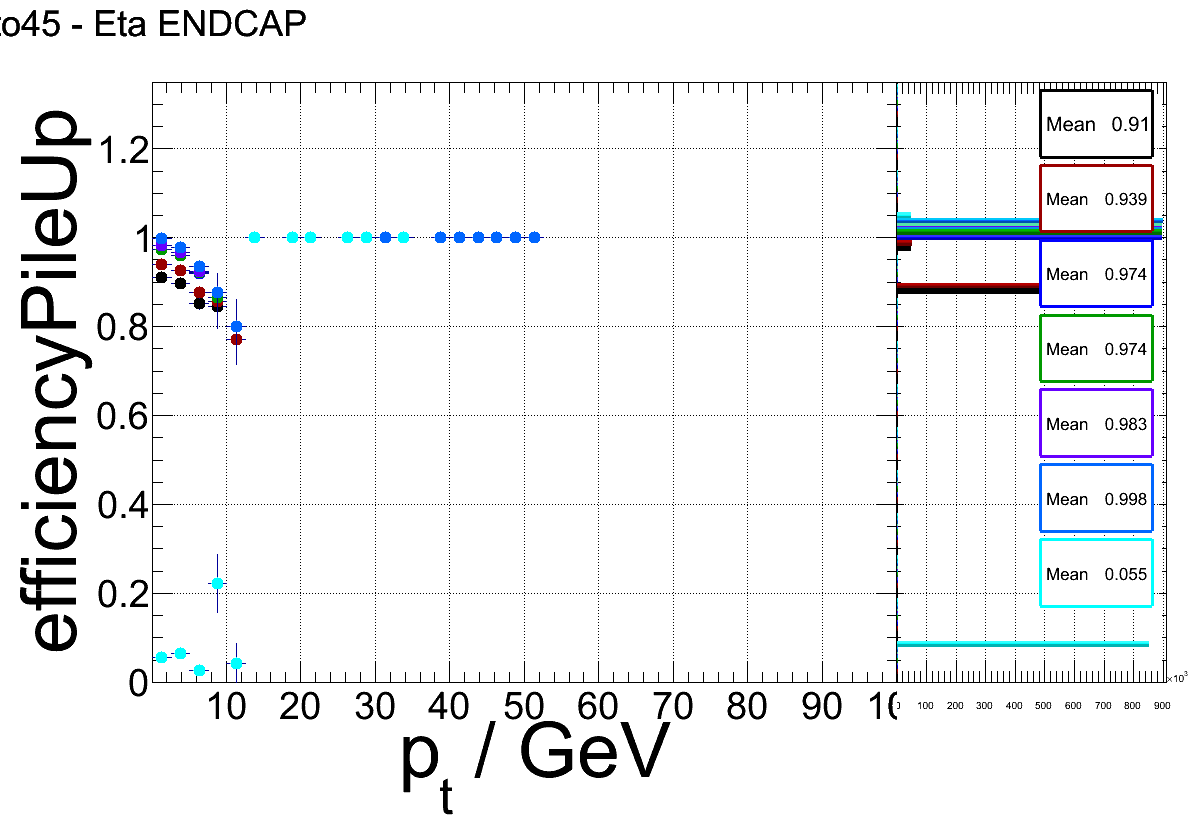 to45 - Eta ENDCAP
efficiencyPileUp
1.2
1
0.8
0.6
0.4
0.2
0
10 20 30 40 50 60 70 80 90 10
pt / GeV
Mean 0.91
Mean 0.939
Mean 0.974
Mean 0.974
Mean 0.983
Mean 0.998
Mean 0.055
×10³
0 100 200 300 400 500 600 700 800 900